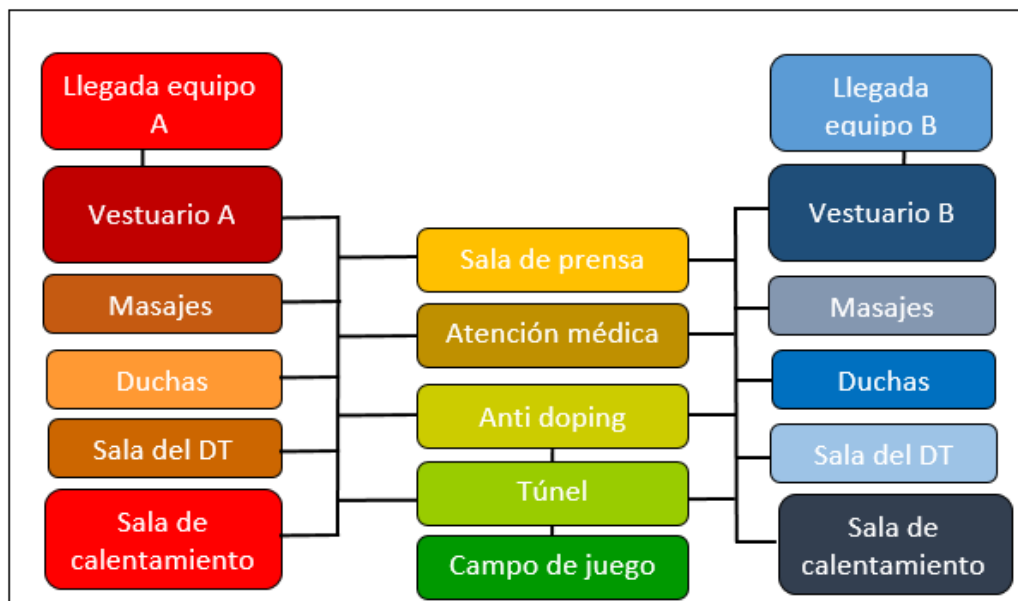 Llegada equipo
A
Vestuario A
Masajes
Duchas
Sala del DT
Sala de
calentamiento
Sala de prensa
Atención médica
Anti doping
Túnel
Campo de juego
Llegada
equipo B
Vestuario B
Masajes
Duchas
Sala del DT
Sala de
calentamiento